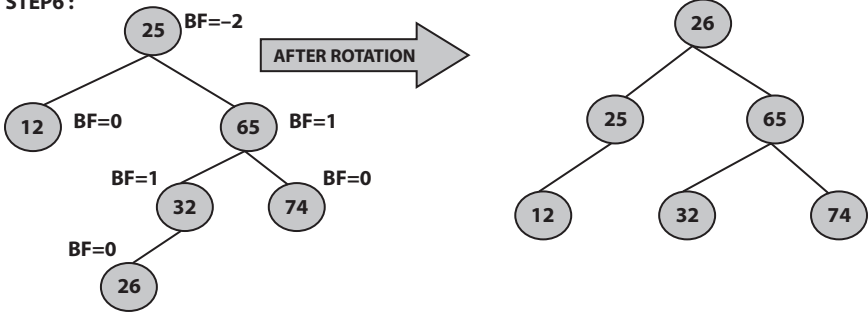 STEP6 :
25 BF=–2
AFTER ROTATION
12 BF=0
65 BF=1
BF=1
32
74
BF=0
BF=0
26
26
25
65
12
32
74